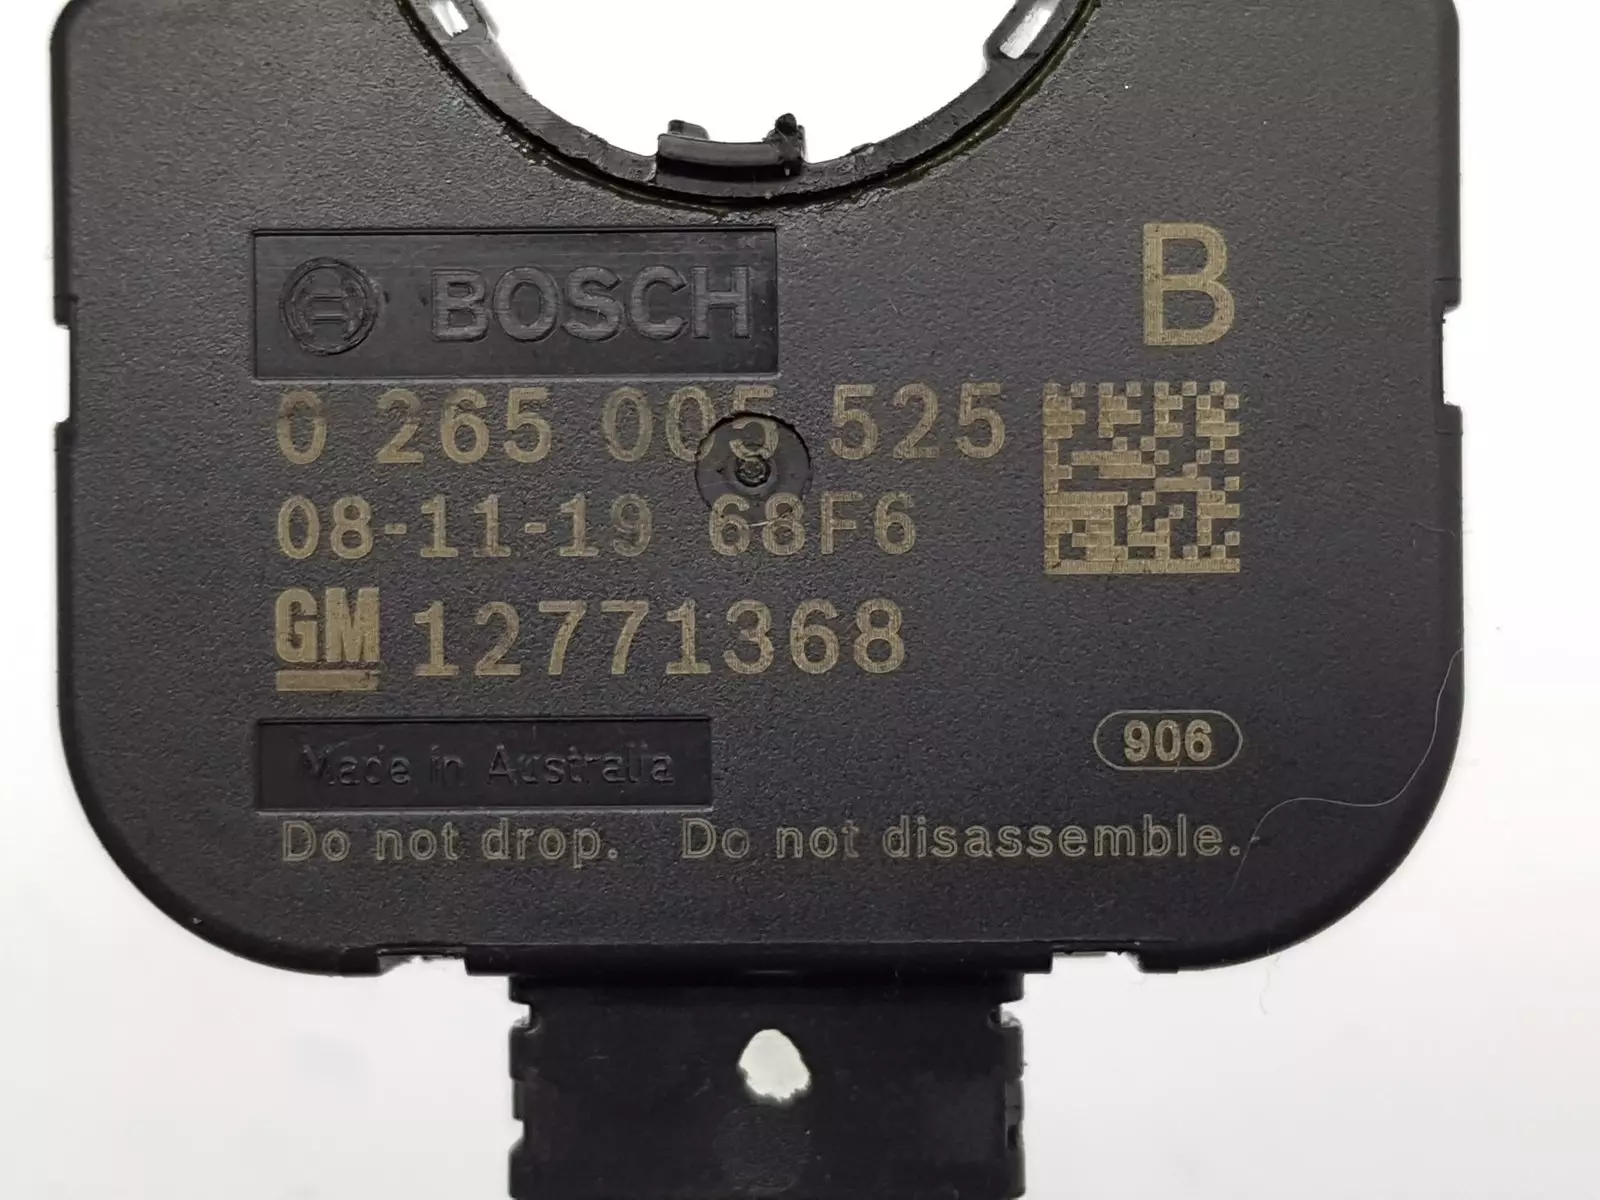 BOSCH
B
0 265 005 525
08-11-19 68F6
GM 12771368
906
Made in Australia
Do not drop. Do not disassemble.